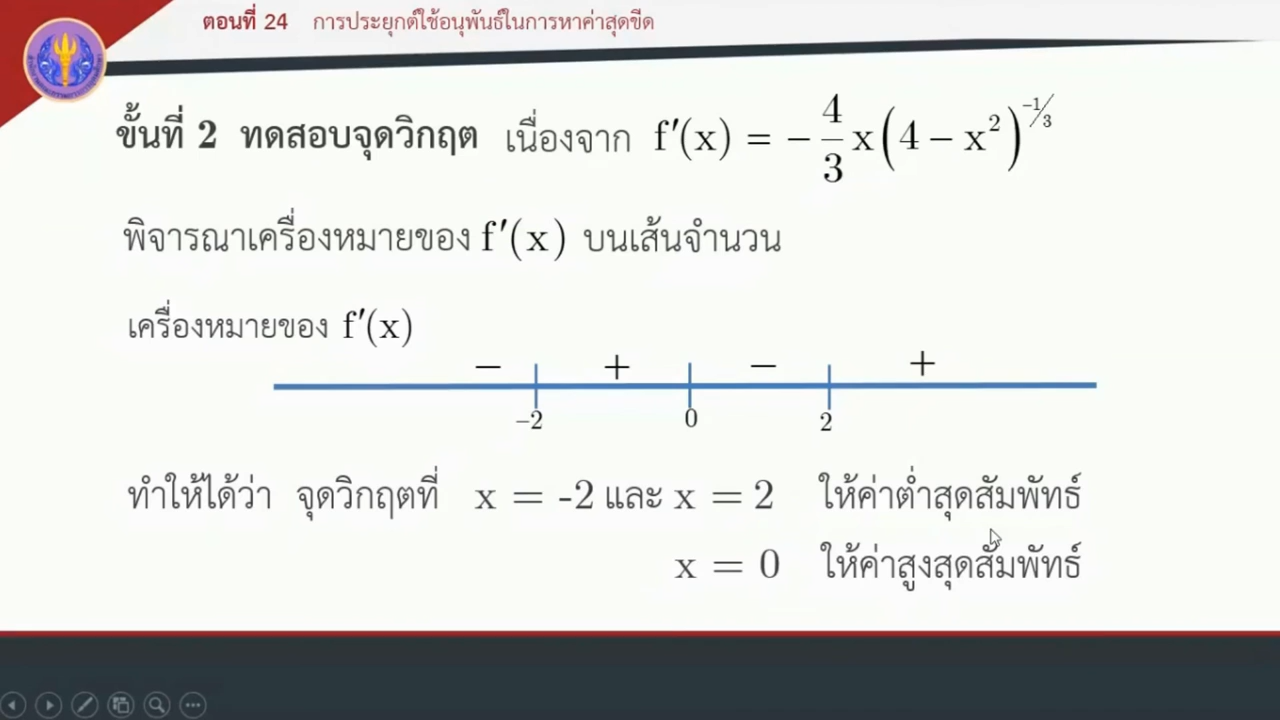 ตอนที่ 24 การประยุกต์ใช้อนุพันธ์ในการหาค่าสุดขีด
ขั้นที่ 2 ทดสอบจุดวิกฤต เนื่องจาก f′(x) = −4/3 x(4 − x²)^(-1/3)
พิจารณาเครื่องหมายของ f′(x) บนเส้นจำนวน
เครื่องหมายของ f′(x)
− + − +
−2 0 2
ทำให้ได้ว่า จุดวิกฤตที่ x = -2 และ x = 2 ให้ค่าต่ำสุดสัมพัทธ์
x = 0 ให้ค่าสูงสุดสัมพัทธ์